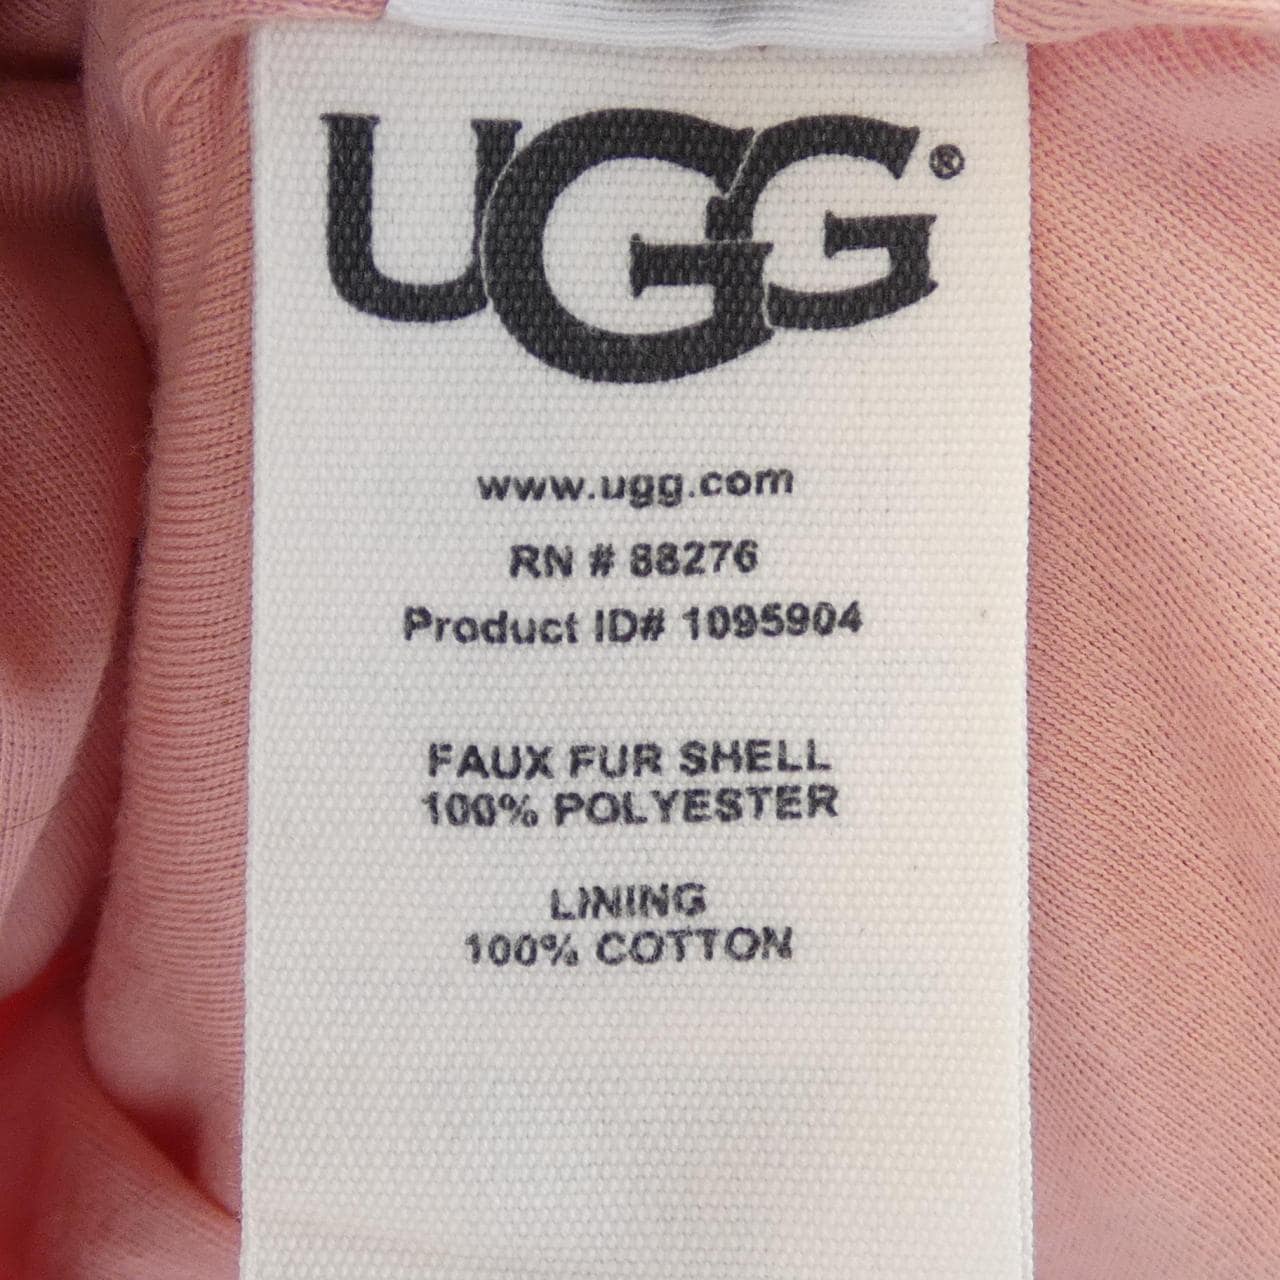 UGG®
www.ugg.com
RN # 88276
Product ID# 1095904
FAUX FUR SHELL
100% POLYESTER
LINING
100% COTTON